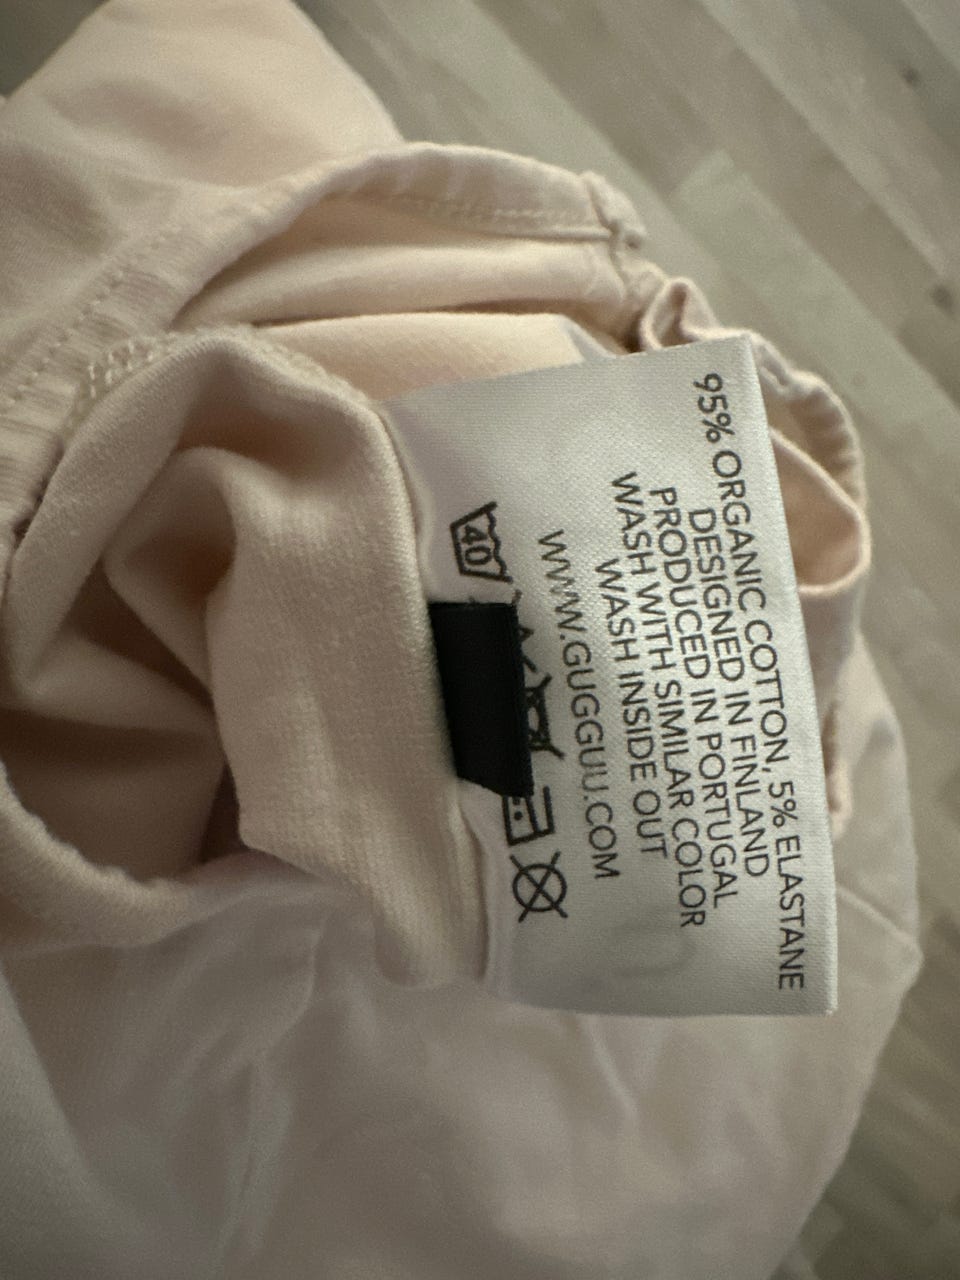 95% ORGANIC COTTON, 5% ELASTANE
DESIGNED IN FINLAND
PRODUCED IN PORTUGAL
WASH WITH SIMILAR COLOR
WASH INSIDE OUT
WWW.GUGGUU.COM
40